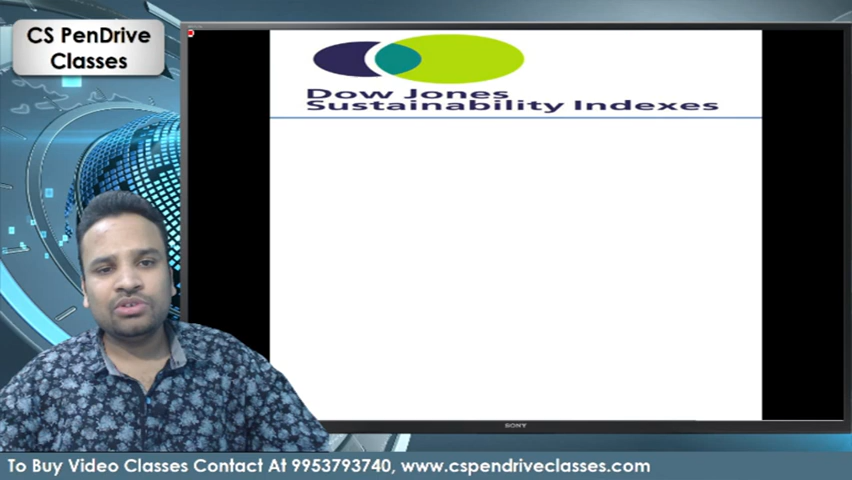 CS PenDrive
Classes
Dow Jones
Sustainability Indexes
SONY
To Buy Video Classes Contact At 9953793740, www.cspendriveclasses.com